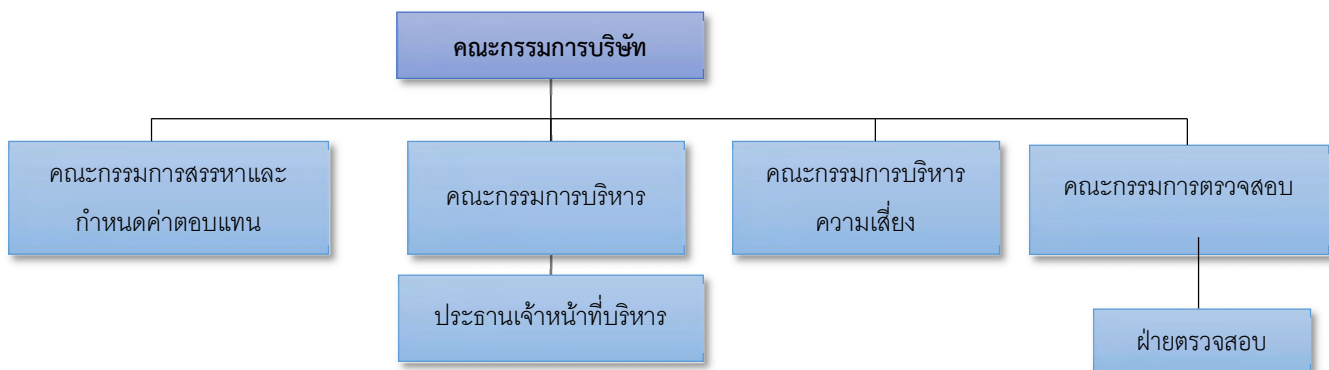 คณะกรรมการบริษัท
คณะกรรมการสรรหาและ
กำหนดค่าตอบแทน
คณะกรรมการบริหาร
คณะกรรมการบริหาร
ความเสี่ยง
คณะกรรมการตรวจสอบ
ประธานเจ้าหน้าที่บริหาร
ฝ่ายตรวจสอบ